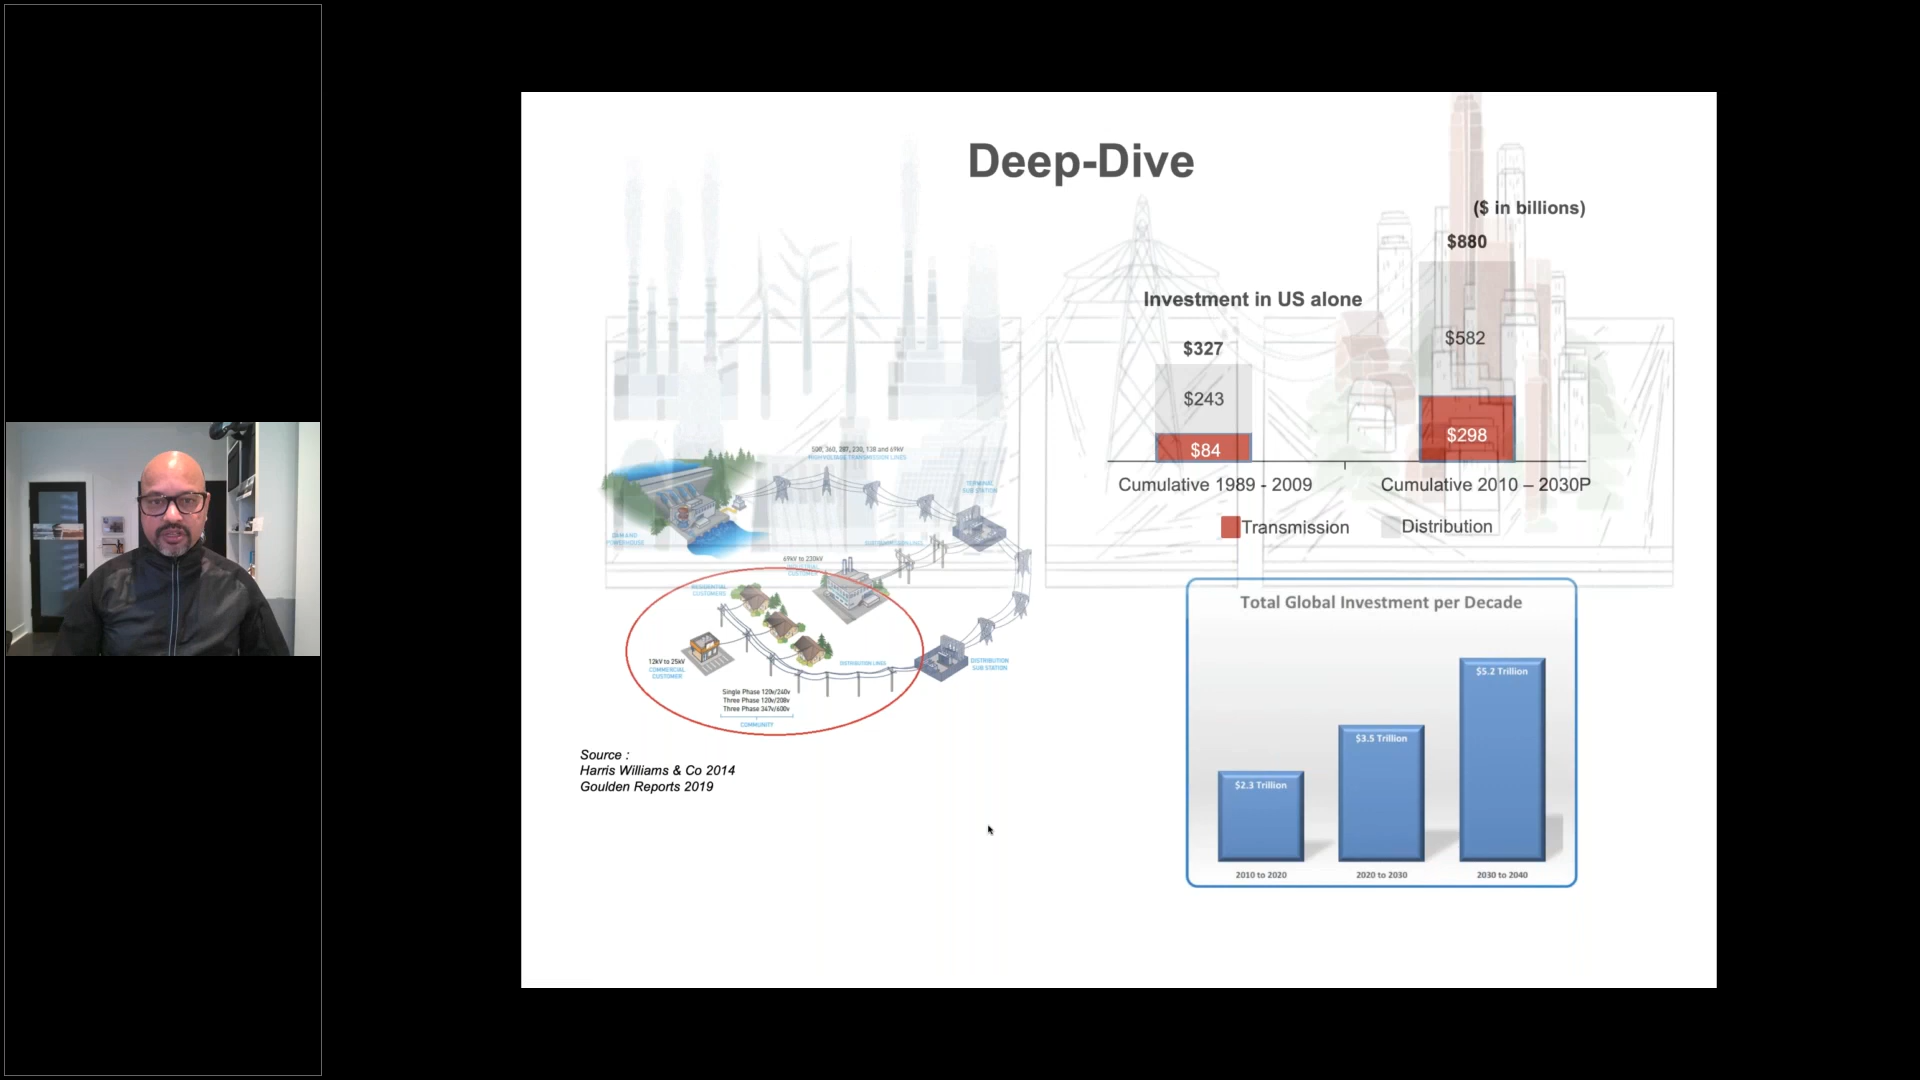 Deep-Dive
($ in billions)
$880
Investment in US alone
$582
$327
$243
$298
$84
Cumulative 1989 - 2009
Cumulative 2010 – 2030P
Transmission
Distribution
500, 360, 287, 230, 138 and 69kV
HIGH VOLTAGE TRANSMISSION LINES
TERMINAL
SUB STATION
DAM AND
POWERHOUSE
69kV to 230kV
INDUSTRIAL
CUSTOMER
RESIDENTIAL
CUSTOMERS
12kV to 25kV
COMMERCIAL
CUSTOMER
DISTRIBUTION LINES
DISTRIBUTION
SUB STATION
Single Phase 120v/240v
Three Phase 120v/208v
Three Phase 347v/600v
COMMUNITY
Source :
Harris Williams & Co 2014
Goulden Reports 2019
Total Global Investment per Decade
$5.2 Trillion
$3.5 Trillion
$2.3 Trillion
2010 to 2020
2020 to 2030
2030 to 2040